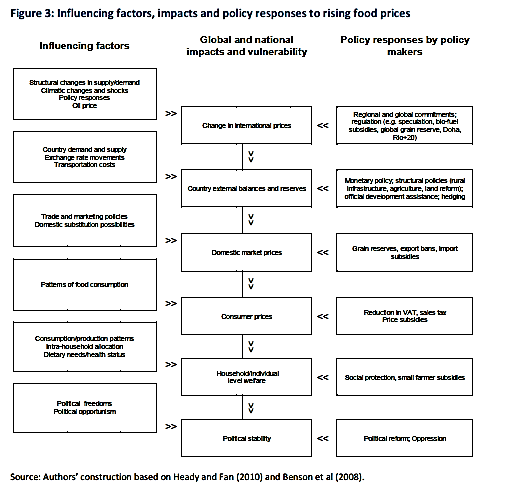 Figure 3: Influencing factors, impacts and policy responses to rising food prices
Influencing factors
Global and national
impacts and vulnerability
Policy responses by policy
makers
Structural changes in supply/demand
Climatic changes and shocks
Policy responses
Oil price
>>
Change in international prices
<<
Regional and global commitments;
regulation (e.g. speculation, bio-fuel
subsidies, global grain reserve, Doha,
Rio+20)
>>
Country demand and supply
Exchange rate movements
Transportation costs
>>
Country external balances and reserves
<<
Monetary policy; structural policies (rural
infrastructure, agriculture, land reform);
official development assistance; hedging
>>
Trade and marketing policies
Domestic substitution possibilities
>>
Domestic market prices
<<
Grain reserves, export bans, import
subsidies
>>
Patterns of food consumption
>>
Consumer prices
<<
Reduction in VAT, sales tax
Price subsidies
>>
Consumption/production patterns
Intra-household allocation
Dietary needs/health status
>>
Household/individual
level welfare
<<
Social protection, small farmer subsidies
>>
Political freedoms
Political opportunism
>>
Political stability
<<
Political reform; Oppression
Source: Authors' construction based on Heady and Fan (2010) and Benson et al (2008).